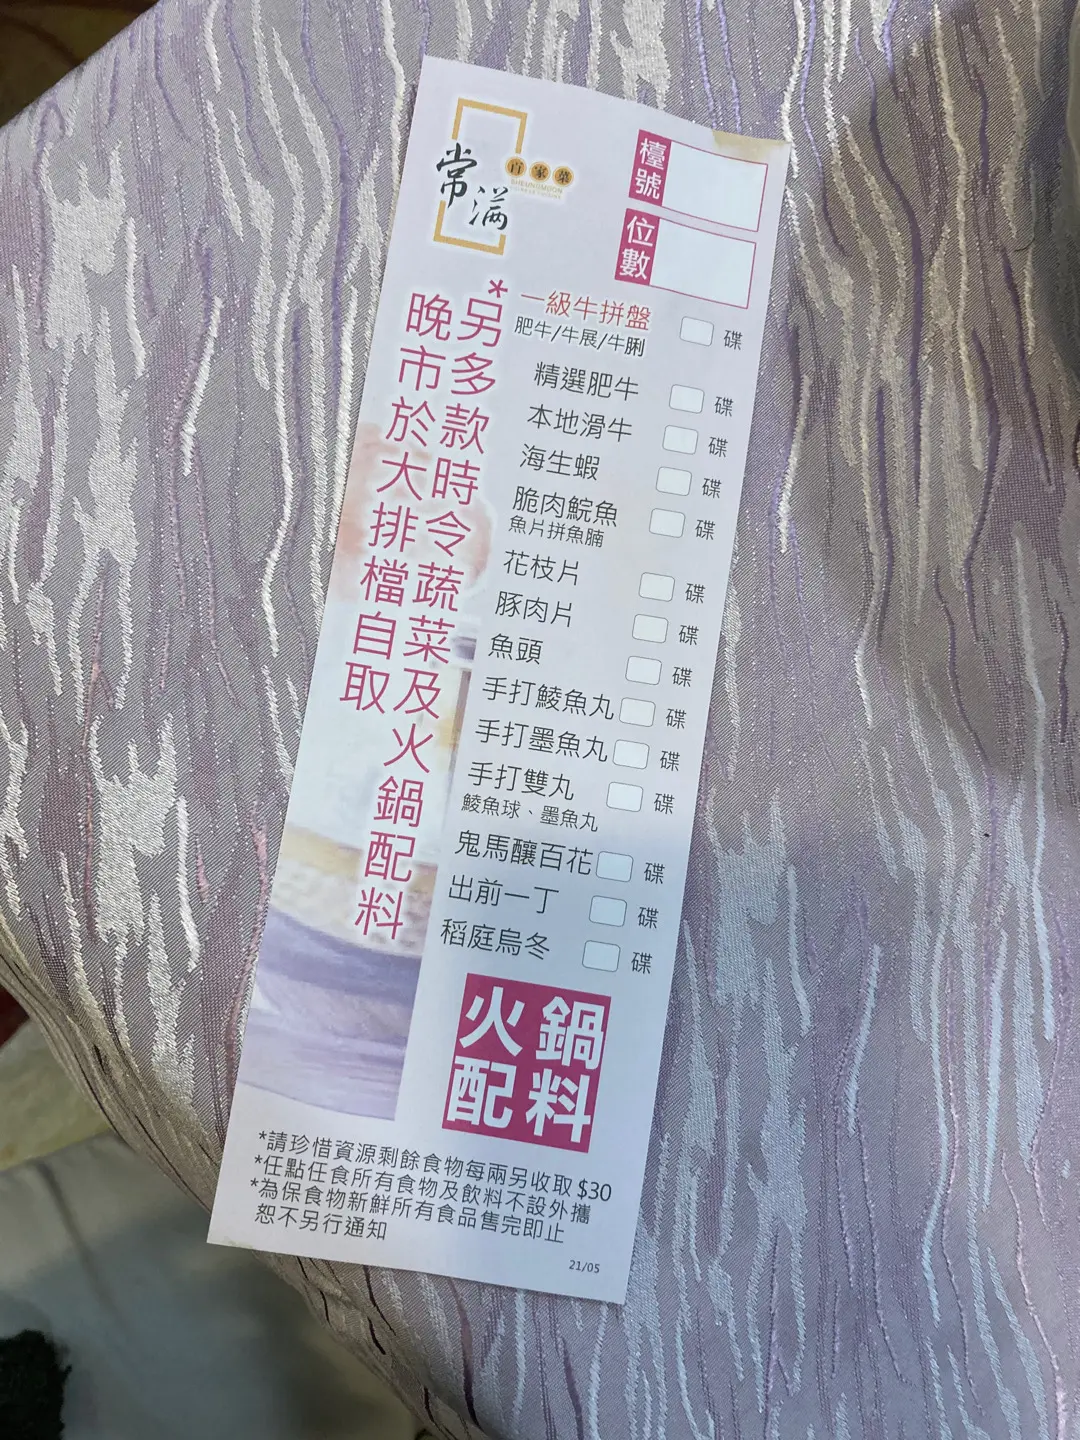 常滿
百家菜
SHEUNGMOON
檯號
位數
*另多款時令蔬菜及火鍋配料
晚市於大排檔自取
一級牛拼盤 碟
肥牛/牛展/牛脷
精選肥牛 碟
本地滑牛 碟
海生蝦 碟
脆肉鯇魚 碟
魚片拼魚腩
花枝片 碟
豚肉片 碟
魚頭 碟
手打鯪魚丸 碟
手打墨魚丸 碟
手打雙丸 碟
鯪魚球、墨魚丸
鬼馬釀百花 碟
出前一丁 碟
稻庭烏冬 碟
火鍋
配料
*請珍惜資源剩餘食物每兩另收取 $30
*任點任食所有食物及飲料不設外攜
*為保食物新鮮所有食品售完即止
恕不另行通知
21/05